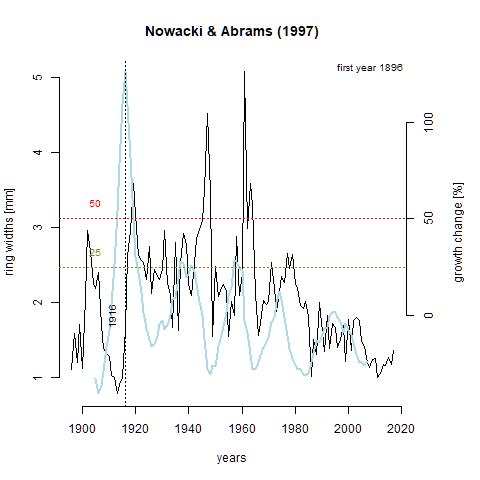 Nowacki & Abrams (1997)
first year 1896
ring widths [mm]
5
4
3
2
1
50
25
1916
100
50
0
growth change [%]
1900 1920 1940 1960 1980 2000 2020
years